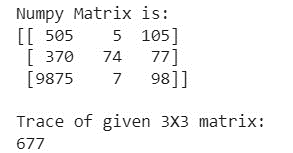 Numpy Matrix is:
[[ 505    5  105]
 [ 370   74   77]
 [9875    7   98]]
Trace of given 3X3 matrix:
677